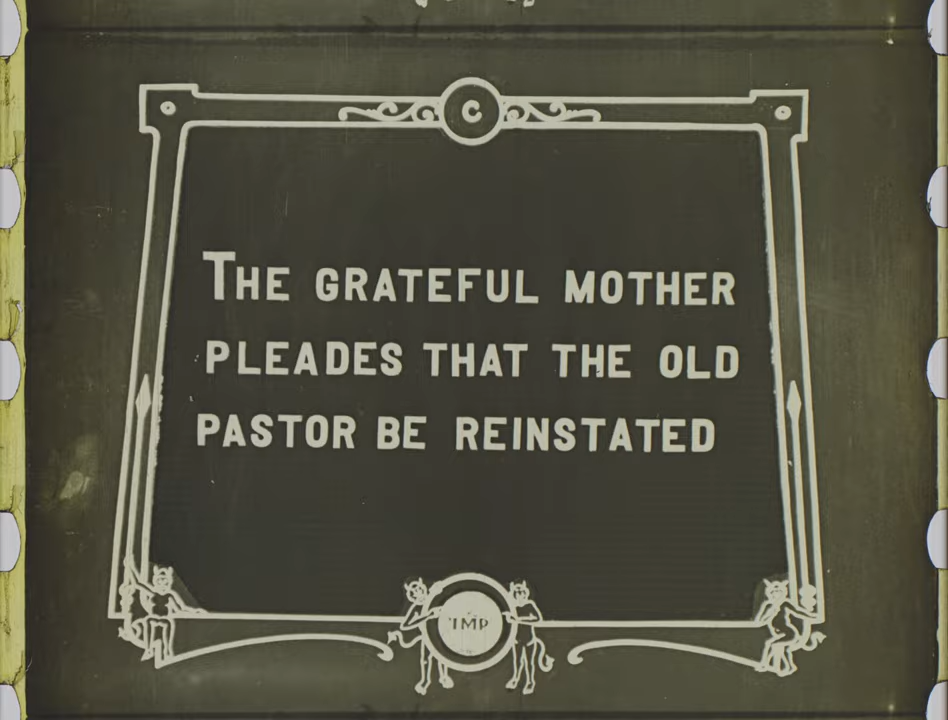 C
THE GRATEFUL MOTHER
PLEADES THAT THE OLD
PASTOR BE REINSTATED
IMP